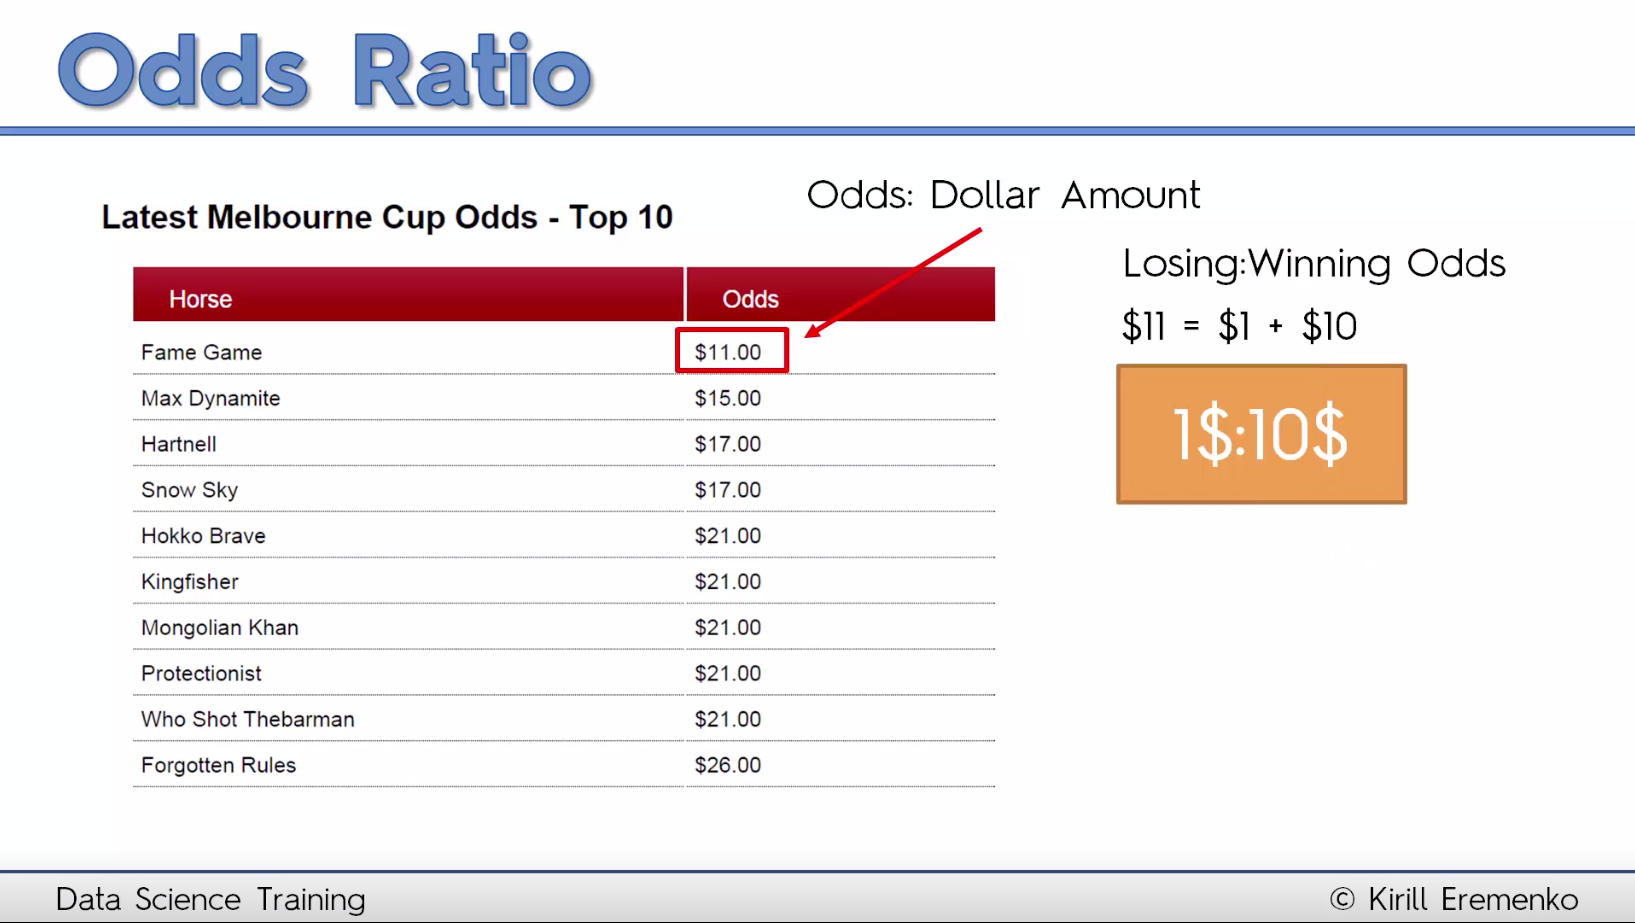 Odds Ratio
Latest Melbourne Cup Odds - Top 10
Horse Odds
Fame Game $11.00
Max Dynamite $15.00
Hartnell $17.00
Snow Sky $17.00
Hokko Brave $21.00
Kingfisher $21.00
Mongolian Khan $21.00
Protectionist $21.00
Who Shot Thebarman $21.00
Forgotten Rules $26.00
Odds: Dollar Amount
Losing:Winning Odds
$11 = $1 + $10
1$:10$
Data Science Training
© Kirill Eremenko